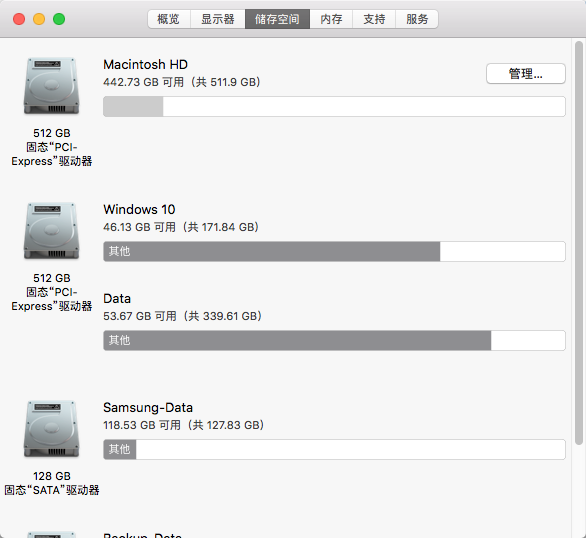 概览 显示器 储存空间 内存 支持 服务
Macintosh HD
442.73 GB 可用（共 511.9 GB）
管理...
512 GB
固态“PCI-
Express”驱动器
Windows 10
46.13 GB 可用（共 171.84 GB）
其他
512 GB
固态“PCI-
Express”驱动器
Data
53.67 GB 可用（共 339.61 GB）
其他
Samsung-Data
118.53 GB 可用（共 127.83 GB）
其他
128 GB
固态“SATA”驱动器
Backup-Data